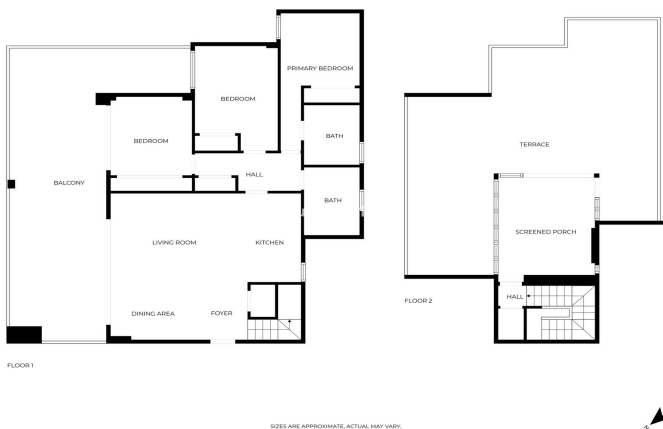 PRIMARY BEDROOM
BEDROOM
BEDROOM
BATH
HALL
BALCONY
BATH
LIVING ROOM
KITCHEN
DINING AREA
FOYER
FLOOR 1
TERRACE
SCREENED PORCH
HALL
FLOOR 2
SIZES ARE APPROXIMATE, ACTUAL MAY VARY.